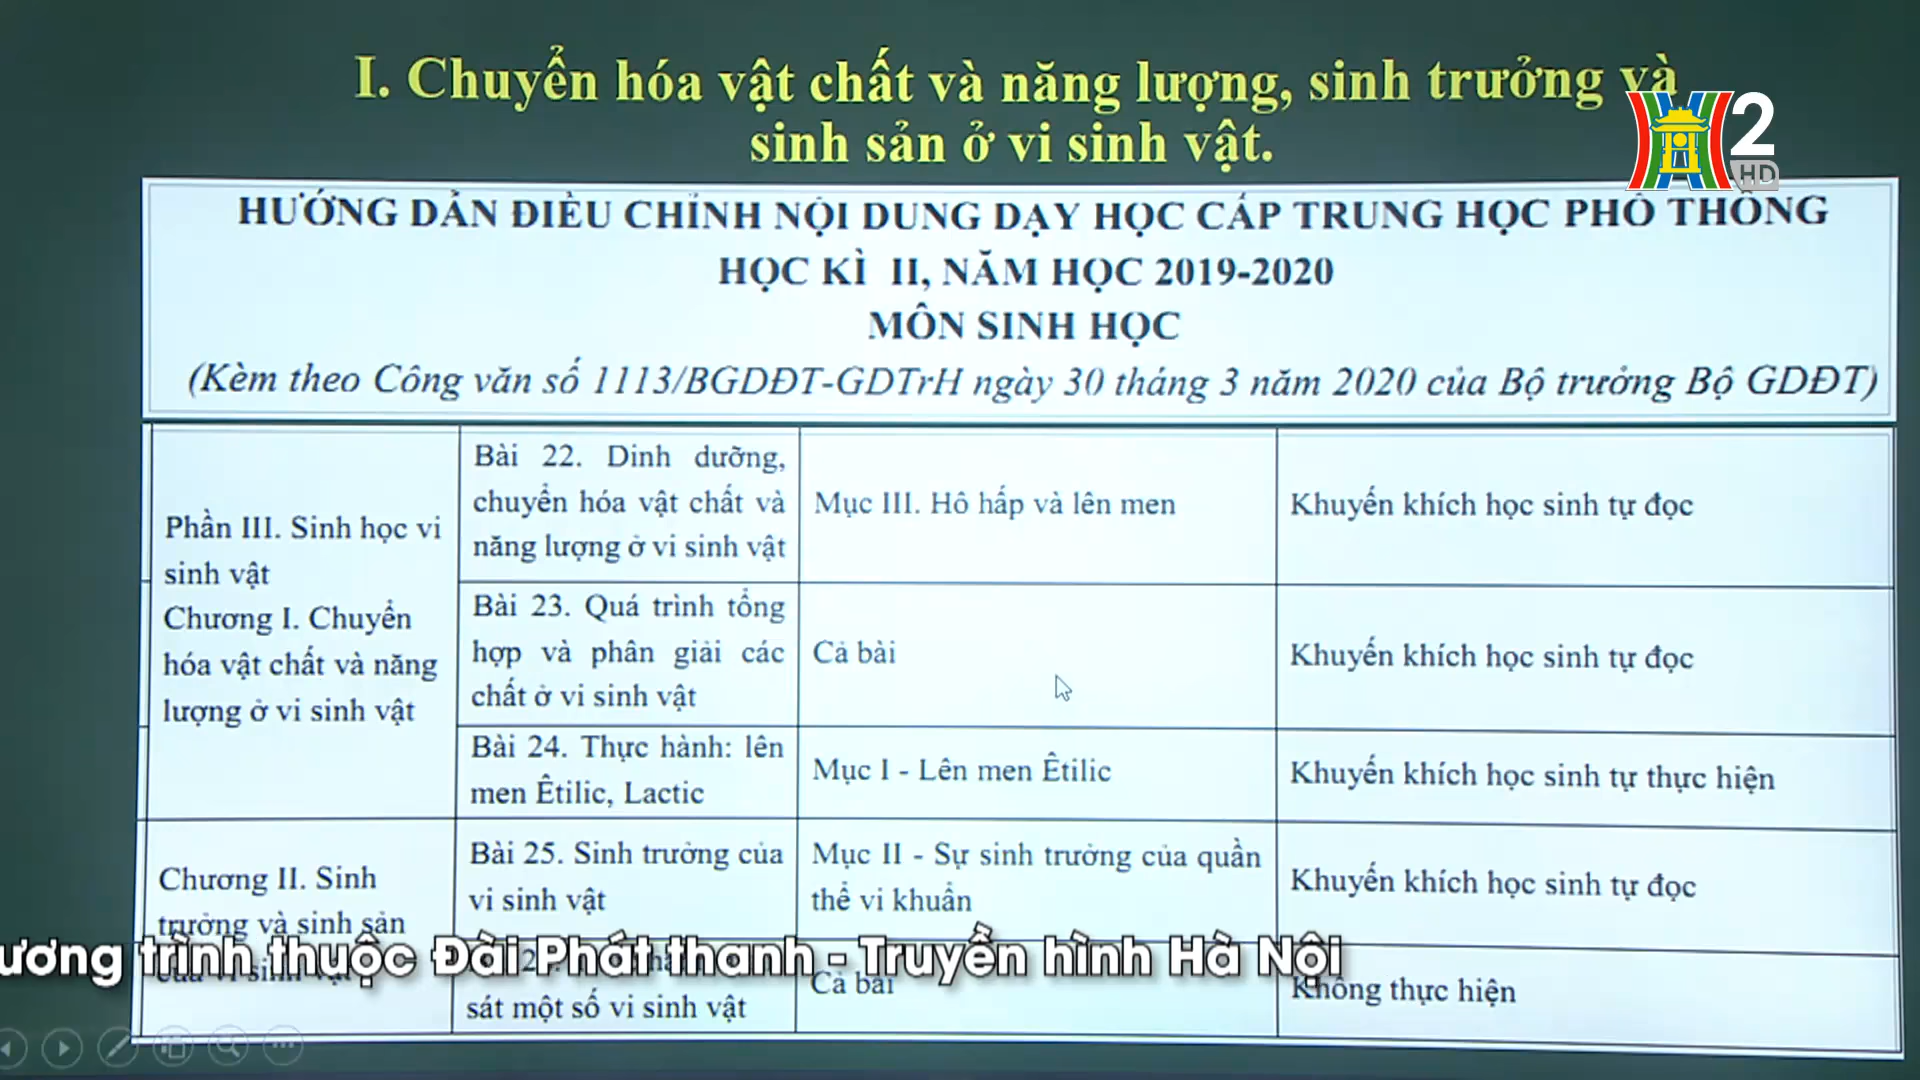 I. Chuyển hóa vật chất và năng lượng, sinh trưởng và
sinh sản ở vi sinh vật.
2
HD
HƯỚNG DẪN ĐIỀU CHỈNH NỘI DUNG DẠY HỌC CẤP TRUNG HỌC PHỔ THÔNG
HỌC KÌ II, NĂM HỌC 2019-2020
MÔN SINH HỌC
(Kèm theo Công văn số 1113/BGDĐT-GDTrH ngày 30 tháng 3 năm 2020 của Bộ trưởng Bộ GDĐT)
Phần III. Sinh học vi
sinh vật
Chương I. Chuyển
hóa vật chất và năng
lượng ở vi sinh vật
Bài 22. Dinh dưỡng,
chuyển hóa vật chất và
năng lượng ở vi sinh vật
Mục III. Hô hấp và lên men
Khuyến khích học sinh tự đọc
Bài 23. Quá trình tổng
hợp và phân giải các
chất ở vi sinh vật
Cả bài
Khuyến khích học sinh tự đọc
Bài 24. Thực hành: lên
men Êtilic, Lactic
Mục I - Lên men Êtilic
Khuyến khích học sinh tự thực hiện
Chương II. Sinh
trưởng và sinh sản
của vi sinh vật
Bài 25. Sinh trưởng của
vi sinh vật
Mục II - Sự sinh trưởng của quần
thể vi khuẩn
Khuyến khích học sinh tự đọc
sát một số vi sinh vật
Cả bài
Không thực hiện
ương trình thuộc Đài Phát thanh - Truyền hình Hà Nội